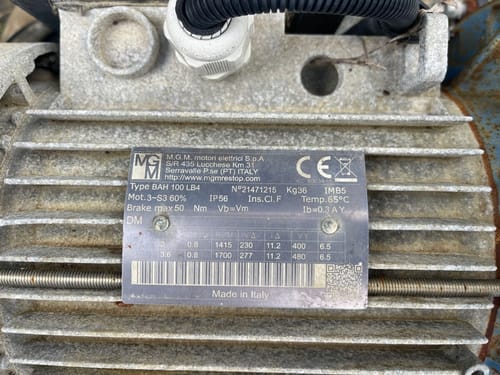 MGM
M.G.M. motori elettrici S.p.A
S/R 435 Lucchese Km 31
Serravalle P.se (PT) ITALY
http://www.mgmrestop.com
CE
Type BAH 100 LB4 N°21471215 Kg36 IMB5
Mot.3~S3 60% IP56 Ins.Cl.F Temp.65°C
Brake max50 Nm Vb=Vm Ib=0.3 A Y
DM
3 0.8 1415 230 11.2 400 6.5
3.6 0.8 1700 277 11.2 480 6.5
Made in Italy